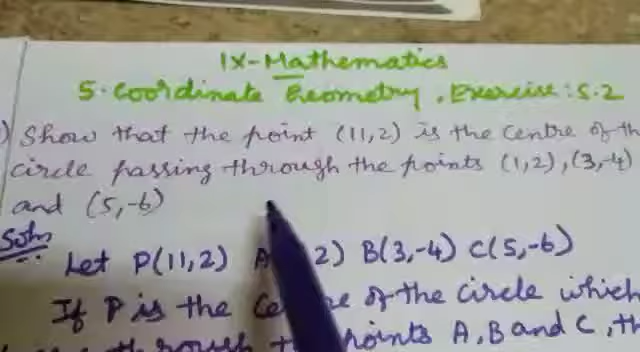 IX-Mathematics
5. Coordinate Geometry, Exercise: 5.2
) Show that the point (11,2) is the centre of
circle passing through the points (1,2), (3,-4)
and (5,-6)
Soln
Let P(11,2) A 2) B(3,-4) C(5,-6)
If P is the of the circle which
points A, B and C,